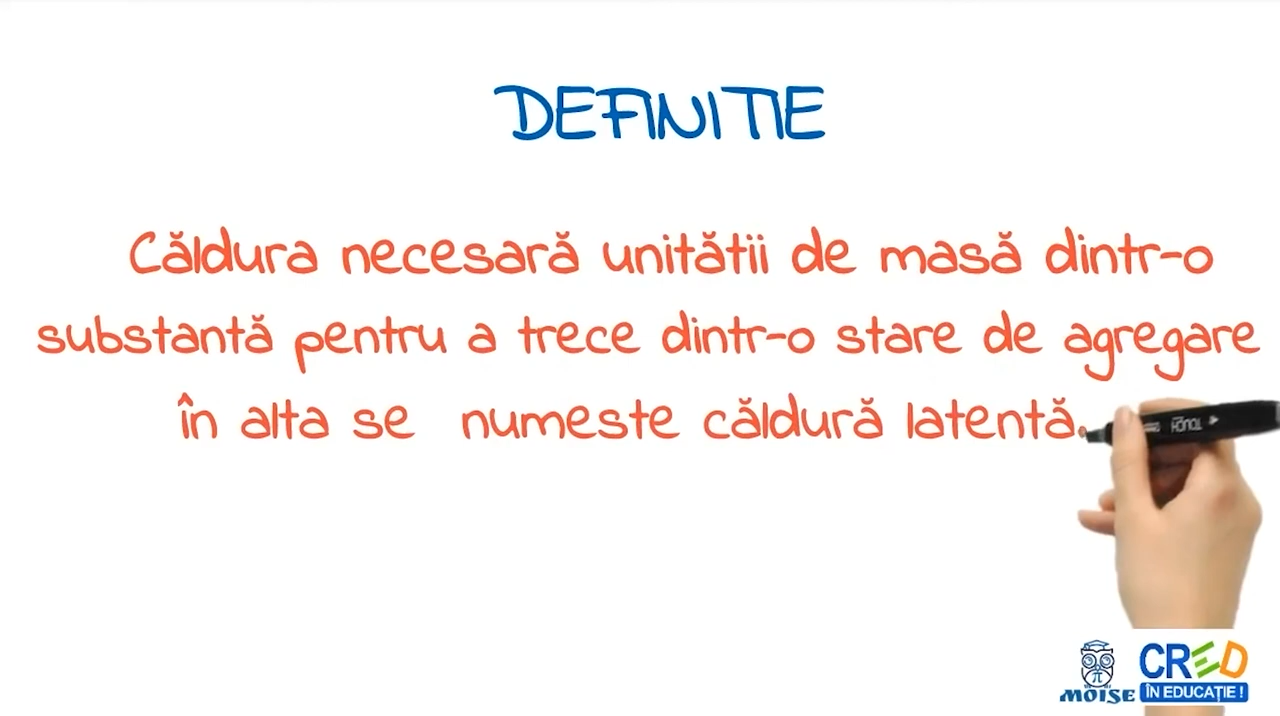 DEFINITIE
Căldura necesară unitătii de masă dintr-o
substantă pentru a trece dintr-o stare de agregare
în alta se numeste căldură latentă.
TOUCH
MOISE
CRED
ÎN EDUCAȚIE !